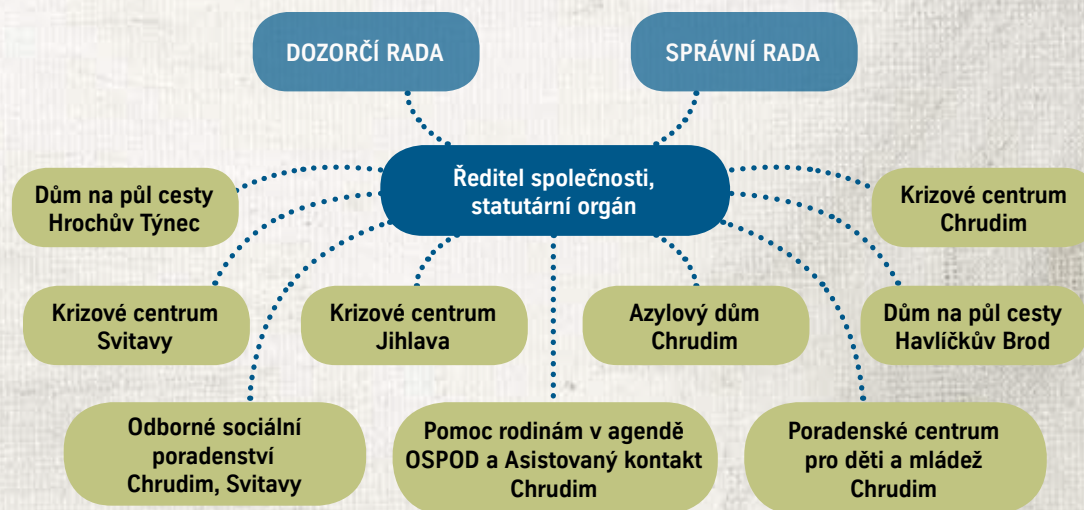 DOZORČÍ RADA
SPRÁVNÍ RADA
Ředitel společnosti,
statutární orgán
Dům na půl cesty
Hrochův Týnec
Krizové centrum
Chrudim
Krizové centrum
Svitavy
Krizové centrum
Jihlava
Azylový dům
Chrudim
Dům na půl cesty
Havlíčkův Brod
Odborné sociální
poradenství
Chrudim, Svitavy
Pomoc rodinám v agendě
OSPOD a Asistovaný kontakt
Chrudim
Poradenské centrum
pro děti a mládež
Chrudim